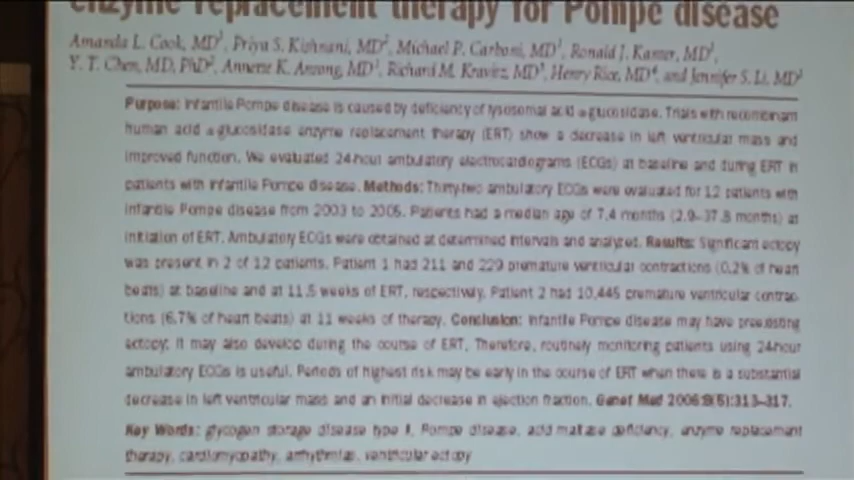 enzyme replacement therapy for Pompe disease
Amanda L. Cook, MD1, Priya S. Kishnani, MD2, Michael P. Carboni, MD1, Ronald J. Kanter, MD1,
Y. T. Chen, MD, PhD2, Annette K. Ansong, MD1, Richard M. Kravitz, MD3, Henry Rice, MD4, and Jennifer S. Li, MD1
Purpose: Infantile Pompe disease is caused by deficiency of lysosomal acid α-glucosidase. Trials with recombinant
human acid α-glucosidase enzyme replacement therapy (ERT) show a decrease in left ventricular mass and
improved function. We evaluated 24-hour ambulatory electrocardiograms (ECGs) at baseline and during ERT in
patients with infantile Pompe disease. Methods: Thirty-two ambulatory ECGs were evaluated for 12 patients with
infantile Pompe disease from 2003 to 2005. Patients had a median age of 7.4 months (2.9–37.8 months) at
initiation of ERT. Ambulatory ECGs were obtained at determined intervals and analyzed. Results: Significant ectopy
was present in 2 of 12 patients. Patient 1 had 211 and 229 premature ventricular contractions (0.2% of heart
beats) at baseline and at 11.5 weeks of ERT, respectively. Patient 2 had 10,445 premature ventricular contrac-
tions (6.7% of heart beats) at 11 weeks of therapy. Conclusion: Infantile Pompe disease may have preexisting
ectopy; it may also develop during the course of ERT. Therefore, routinely monitoring patients using 24-hour
ambulatory ECGs is useful. Periods of highest risk may be early in the course of ERT when there is a substantial
decrease in left ventricular mass and an initial decrease in ejection fraction. Genet Med 2006:8(5):313–317.
Key Words: glycogen storage disease type II, Pompe disease, acid maltase deficiency, enzyme replacement
therapy, cardiomyopathy, arrhythmias, ventricular ectopy